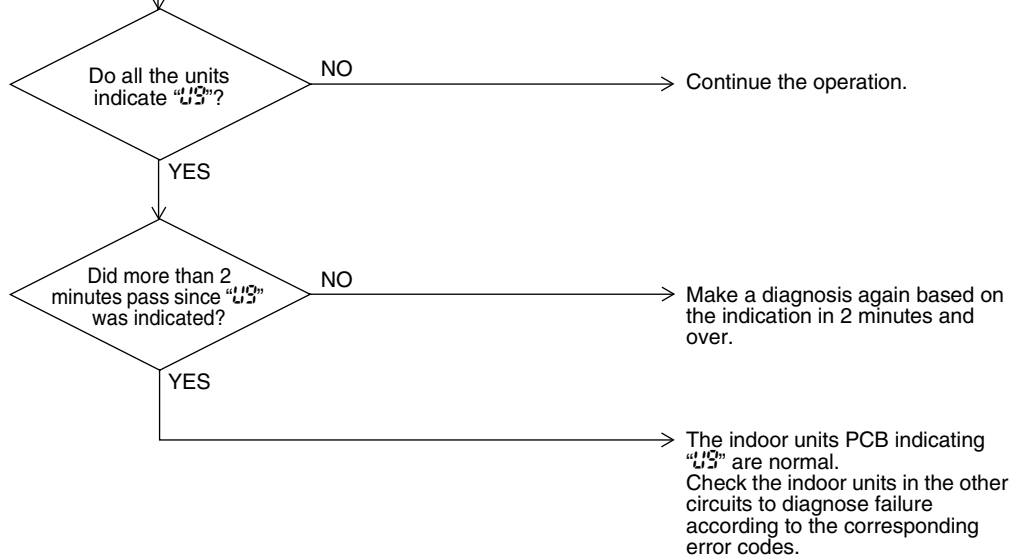 Do all the units
indicate “U9”?
NO
Continue the operation.
YES
Did more than 2
minutes pass since “U9”
was indicated?
NO
Make a diagnosis again based on
the indication in 2 minutes and
over.
YES
The indoor units PCB indicating
“U9” are normal.
Check the indoor units in the other
circuits to diagnose failure
according to the corresponding
error codes.